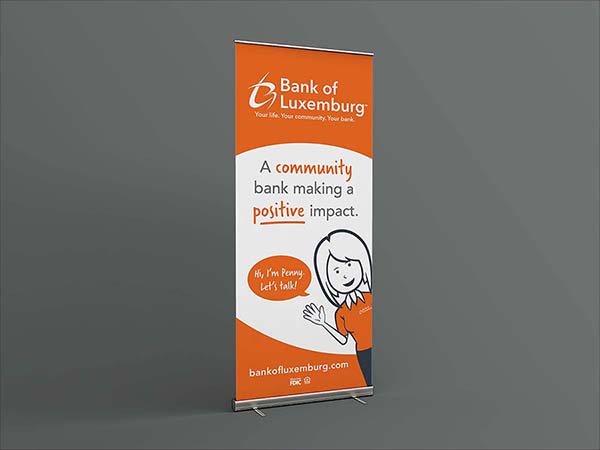 Bank of
Luxemburg™
Your life. Your community. Your bank.
A community
bank making a
positive impact.
Hi, I'm Penny.
Let's talk!
bankofluxemburg.com
FDIC